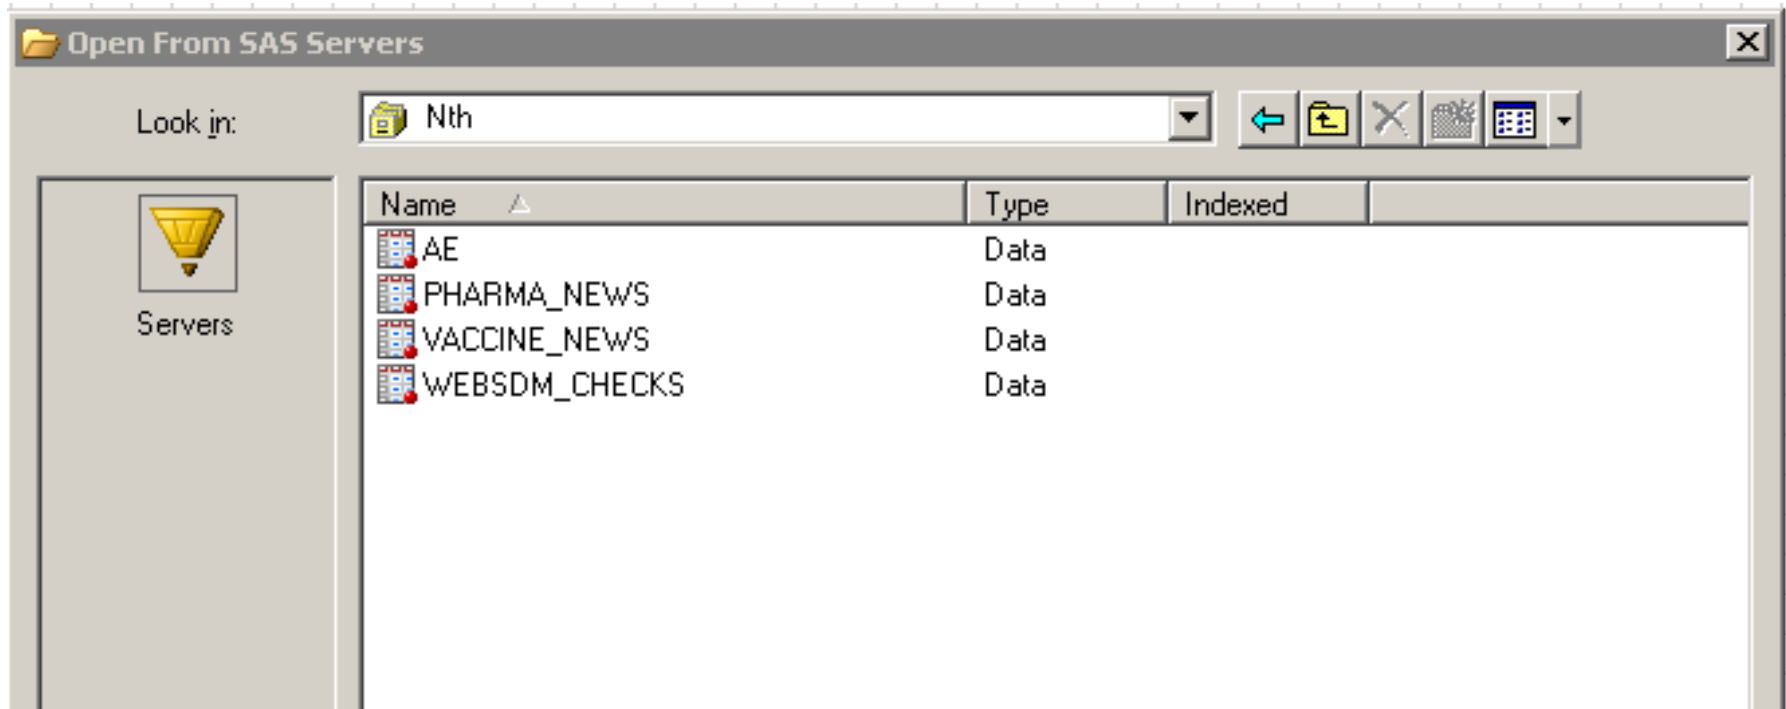 Open From SAS Servers
Look in: Nth
Servers
Name Type Indexed
AE Data
PHARMA_NEWS Data
VACCINE_NEWS Data
WEBSDM_CHECKS Data